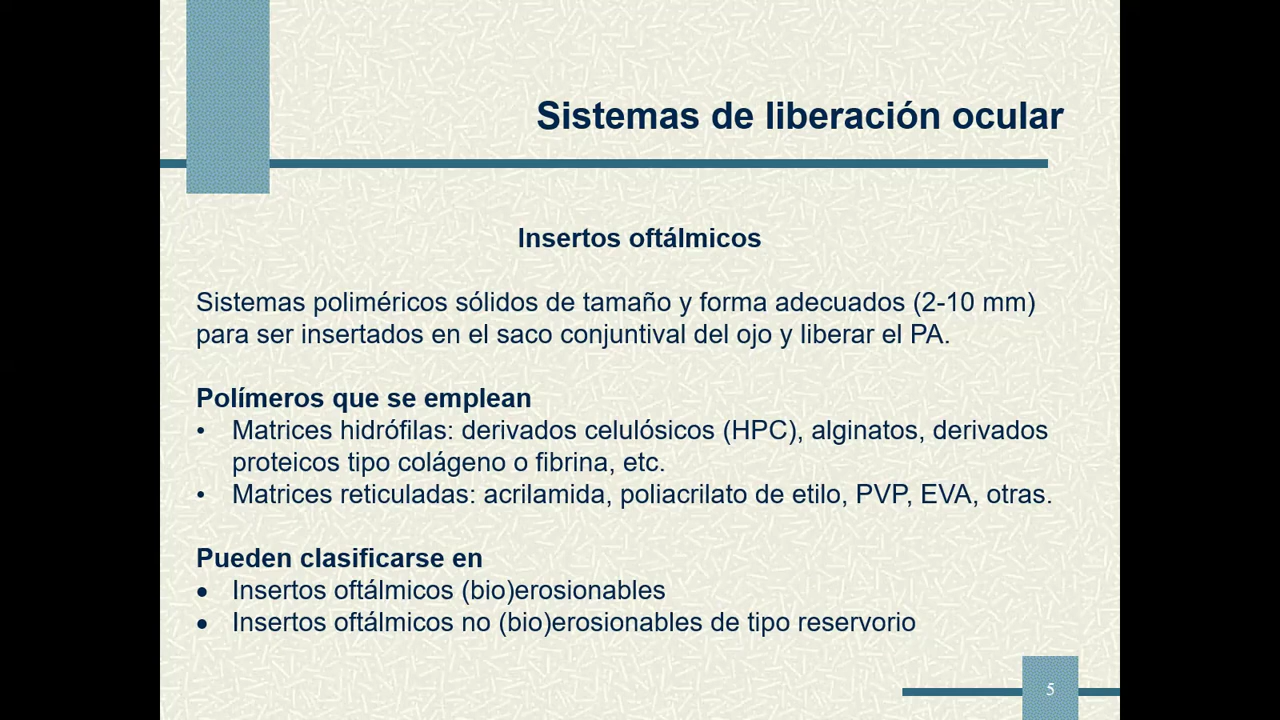 Sistemas de liberación ocular
Insertos oftálmicos
Sistemas poliméricos sólidos de tamaño y forma adecuados (2-10 mm)
para ser insertados en el saco conjuntival del ojo y liberar el PA.
Polímeros que se emplean
• Matrices hidrófilas: derivados celulósicos (HPC), alginatos, derivados
proteicos tipo colágeno o fibrina, etc.
• Matrices reticuladas: acrilamida, poliacrilato de etilo, PVP, EVA, otras.
Pueden clasificarse en
• Insertos oftálmicos (bio)erosionables
• Insertos oftálmicos no (bio)erosionables de tipo reservorio
5